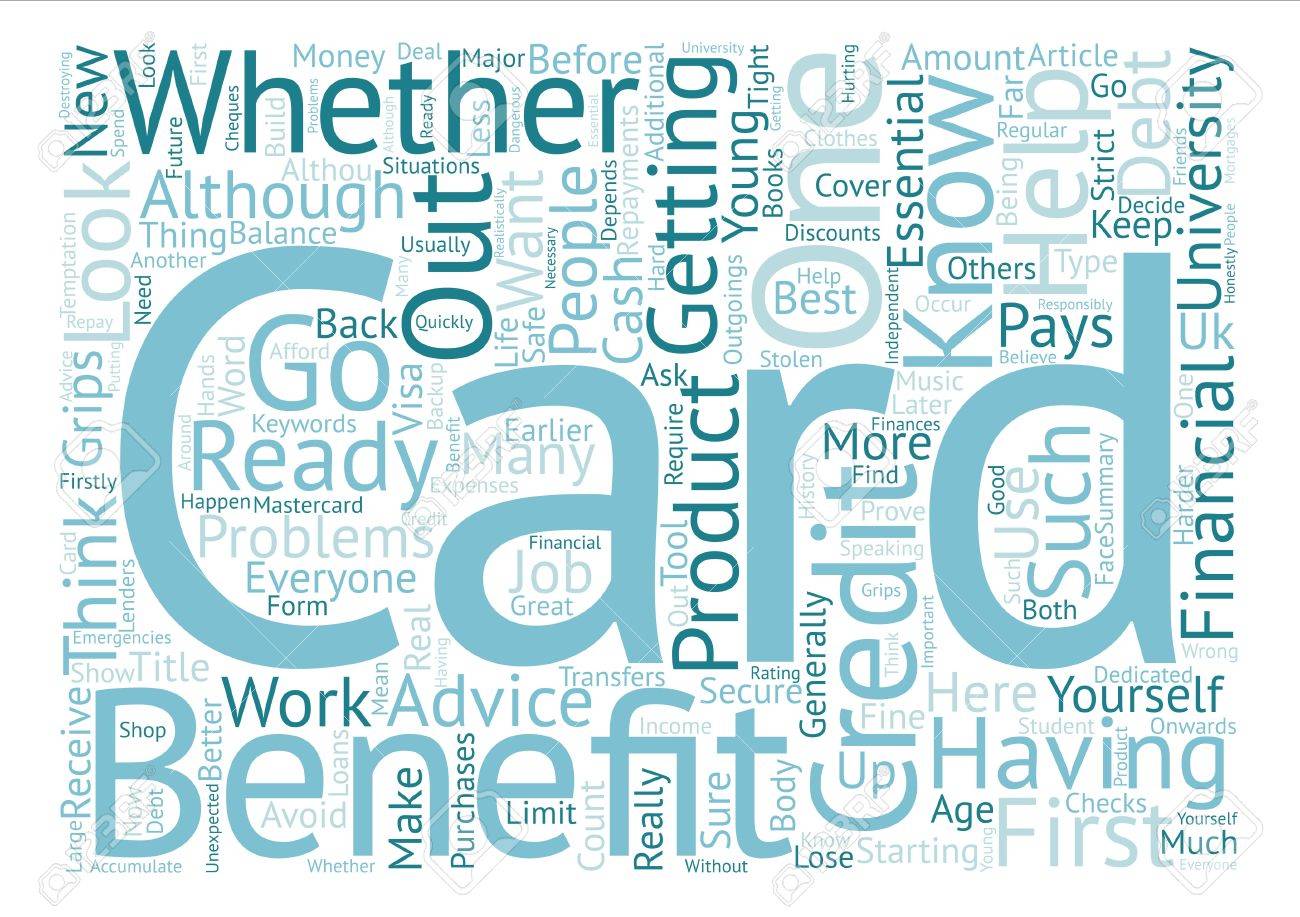 Whether
Money
Deal
Major
Before
University
Amount
Article
New
Look
First
Destroying
Spend
Future
Cheques
Build
Problems
Although
Ready
Less
Dangerous
Essential
Additional
Getting
Tight
Hurting
Clothes
One
Essential
Know
Far
Regular
Go
Help
Debt
Strict
Friends
Mortgages
University
Look
Althou
Situations
Out
Although
Thing
Balance
Another
Need
Temptation
Repay
Usually
Many
Quickly
Realistically
Want
Life
Safe
Necessary
People
Depends
Repayments
Cash
Hard
Getting
Young
Books
Cover
Discounts
Outgoings
Help
Best
Stolen
Independent
Occur
Others
Being
Type
Keep
Decide
Responsibly
Believe
Pays
Uk
People
Honestly
Card
Go
Back
Afford
Hands
Word
Visa
Backup
Ask
Advice
Putting
Grips
Around
Keywords
Ready
Earlier
Many
Benefit
Expenses
Require
Product
Music
Later
Finances
More
Find
History
Prove
Credit
Good
Use
Such
Face
Summary
One
Harder
Financial
Firstly
Think
Card
Lenders
Happen
Mastercard
Problems
Credit
Financial
Everyone
Job
Form
Great
Tool
Out
Speaking
Grips
Such
Both
Emergencies
Show
Title
Real
Having
Mean
Transfers
Rating
Secure
Generally
Think
Important
Wrong
Dedicated
Receive
Work
Advice
Fine
Here
Yourself
Shop
Better
Loans
Income
Student
Onwards
Benefit
Purchases
Make
Limit
Count
Really
Sure
Body
Up
Having
Product
Large
Now
Debt
Unexpected
Avoid
Know
Lose
Age
Starting
Young
First
Checks
Yourself
Much
Accumulate
Whether
Without
Everyone